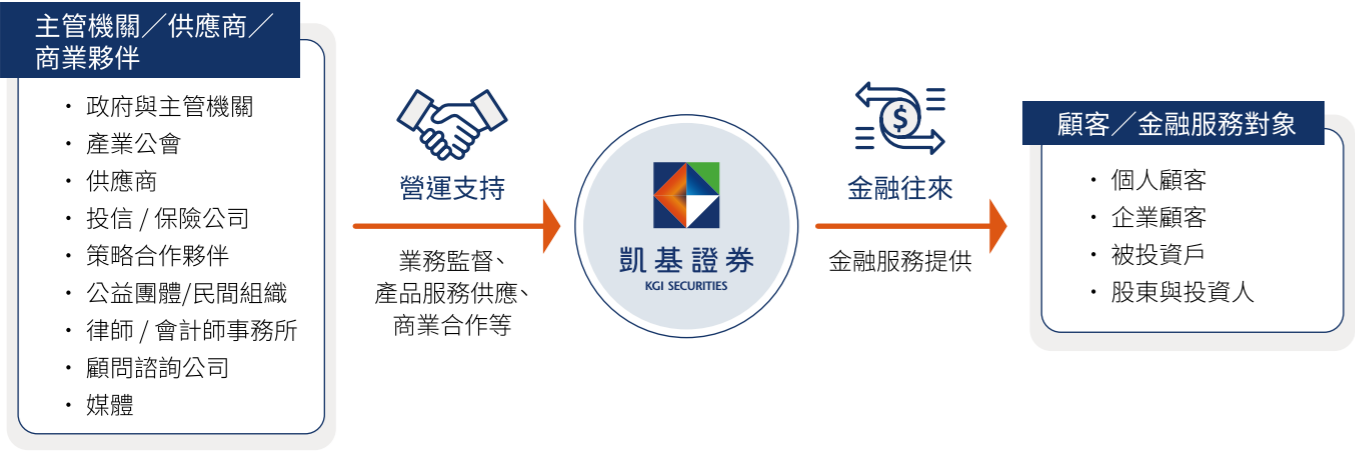 主管機關／供應商／
商業夥伴
• 政府與主管機關
• 產業公會
• 供應商
• 投信 / 保險公司
• 策略合作夥伴
• 公益團體/民間組織
• 律師 / 會計師事務所
• 顧問諮詢公司
• 媒體
營運支持
業務監督、
產品服務供應、
商業合作等
凱基證券
KGI SECURITIES
$
金融往來
金融服務提供
顧客／金融服務對象
• 個人顧客
• 企業顧客
• 被投資戶
• 股東與投資人